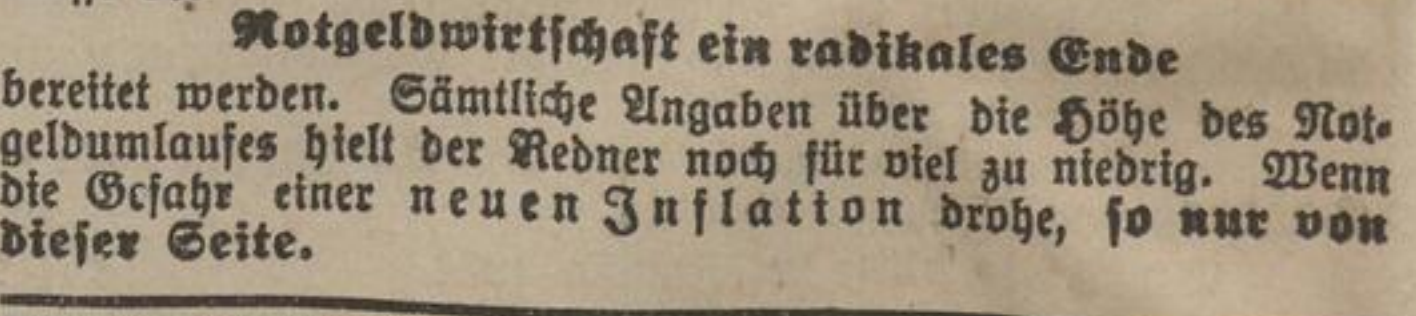 Notgeldwirtſchaft ein radikales Ende
bereitet werden. Sämtliche Angaben über die Höhe des Not-
geldumlaufes hielt der Redner noch für viel zu niedrig. Wenn
die Gefahr einer neuen Inflation drohe, ſo nur von
dieſer Seite.